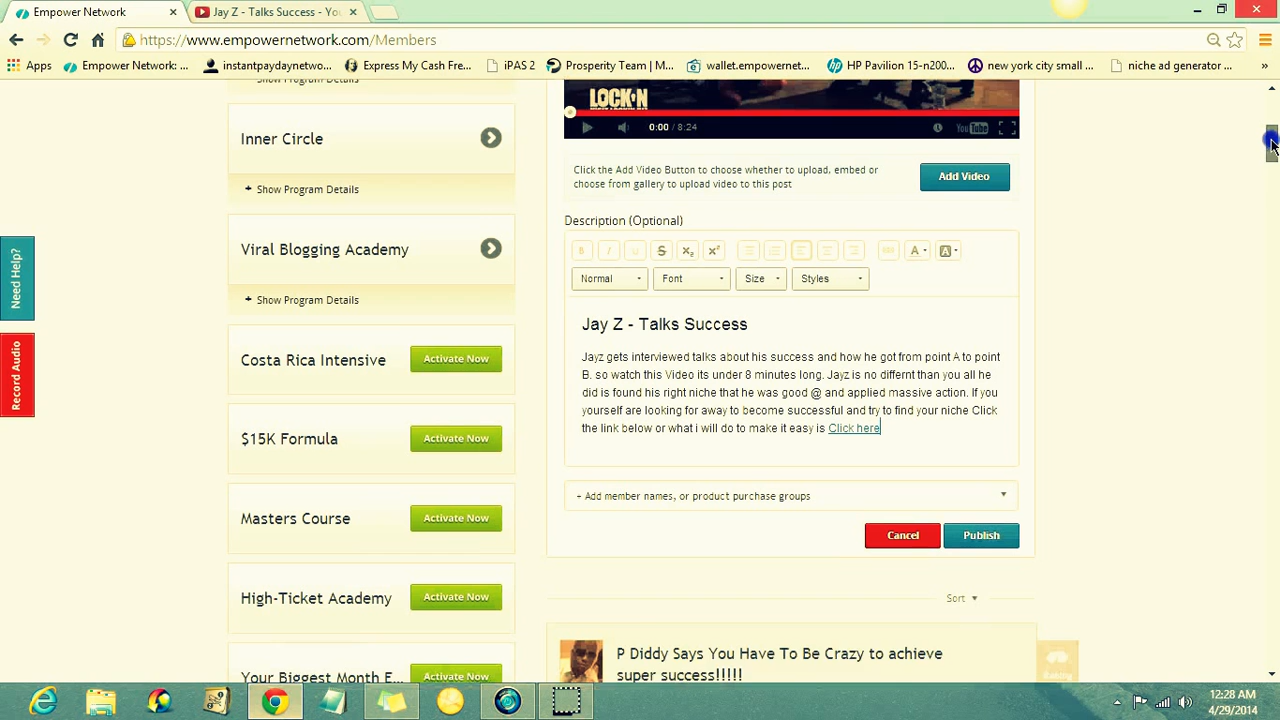 Empower Network ×
Jay Z - Talks Success - You ×
https://www.empowernetwork.com/Members
Apps
Empower Network: ...
instantpaydaynetwo...
Express My Cash Fre...
iPAS 2
Prosperity Team | M...
wallet.empowernet...
HP Pavilion 15-n200...
new york city small ...
niche ad generator ...
»
+ Show Program Details
Inner Circle
+ Show Program Details
Viral Blogging Academy
+ Show Program Details
Costa Rica Intensive
Activate Now
$15K Formula
Activate Now
Masters Course
Activate Now
High-Ticket Academy
Activate Now
Your Biggest Month E...
Activate Now
Need Help?
Record Audio
LOCK-N
0:00 / 8:24
YouTube
Click the Add Video Button to choose whether to upload, embed or
choose from gallery to upload video to this post
Add Video
Description (Optional)
B I U S X₂ X² A A
Normal Font Size Styles
Jay Z - Talks Success
Jayz gets interviewed talks about his success and how he got from point A to point
B. so watch this Video its under 8 minutes long. Jayz is no differnt than you all he
did is found his right niche that he was good @ and applied massive action. If you
yourself are looking for away to become successful and try to find your niche Click
the link below or what i will do to make it easy is Click here
+ Add member names, or product purchase groups
Cancel
Publish
Sort
P Diddy Says You Have To Be Crazy to achieve
super success!!!!!
12:28 AM
4/29/2014